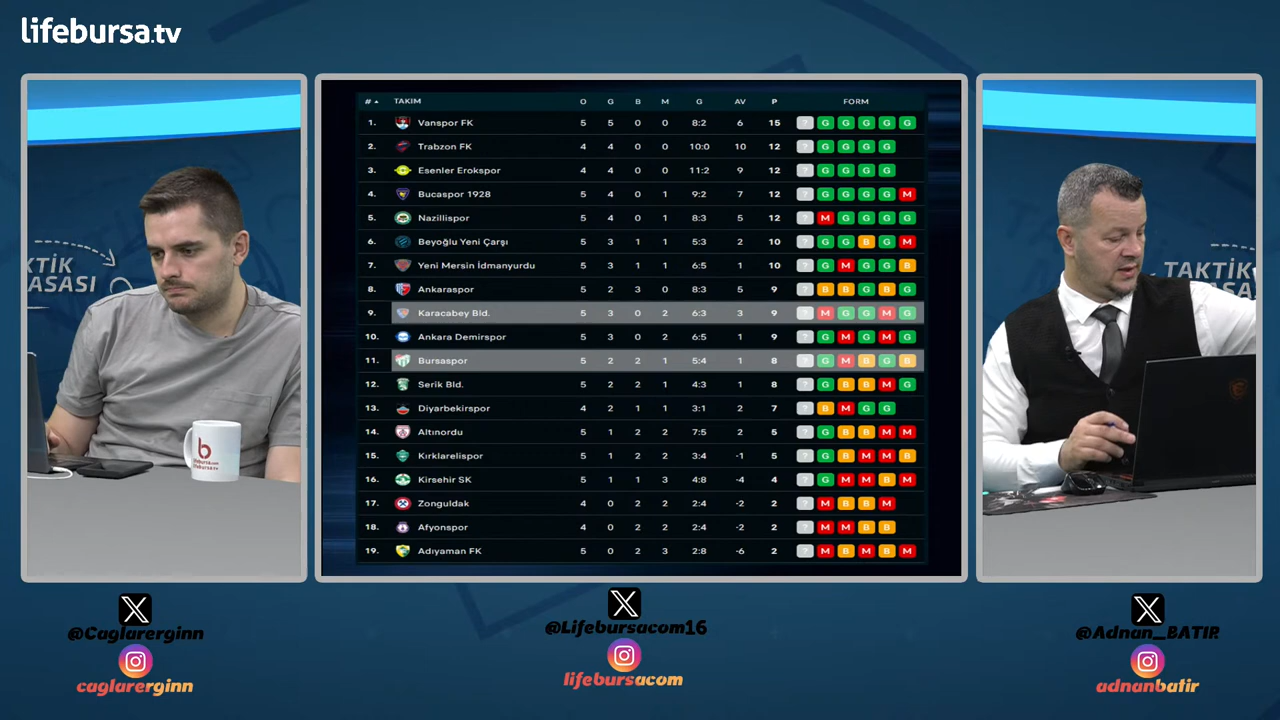 lifebursa.tv
# TAKIM O G B M G AV P FORM
1. Vanspor FK 5 5 0 0 8:2 6 15 ? G G G G G
2. Trabzon FK 4 4 0 0 10:0 10 12 ? G G G G
3. Esenler Erokspor 4 4 0 0 11:2 9 12 ? G G G G
4. Bucaspor 1928 5 4 0 1 9:2 7 12 ? G G G G M
5. Nazillispor 5 4 0 1 8:3 5 12 ? M G G G G
6. Beyoğlu Yeni Çarşı 5 3 1 1 5:3 2 10 ? G G B G M
7. Yeni Mersin İdmanyurdu 5 3 1 1 6:5 1 10 ? G M G G B
8. Ankaraspor 5 2 3 0 8:3 5 9 ? B B G B G
9. Karacabey Bld. 5 3 0 2 6:3 3 9 ? M G G M G
10. Ankara Demirspor 5 3 0 2 6:5 1 9 ? G M G M G
11. Bursaspor 5 2 2 1 5:4 1 8 ? G M B G B
12. Serik Bld. 5 2 2 1 4:3 1 8 ? G B B M G
13. Diyarbekirspor 4 2 1 1 3:1 2 7 ? B M G G
14. Altınordu 5 1 2 2 7:5 2 5 ? G B B M M
15. Kırklarelispor 5 1 2 2 3:4 -1 5 ? G B M M B
16. Kirsehir SK 5 1 1 3 4:8 -4 4 ? G M M B M
17. Zonguldak 4 0 2 2 2:4 -2 2 ? M B B M
18. Afyonspor 4 0 2 2 2:4 -2 2 ? M M B B
19. Adıyaman FK 5 0 2 3 2:8 -6 2 ? M B M B M
TAKTİK
ASASI
b
lifebursa.com
lifebursa.tv
TAKTİK
ASI
@Caglarerginn
caglarerginn
@Lifebursacom16
lifebursacom
@Adnan_BATIR
adnanbatir